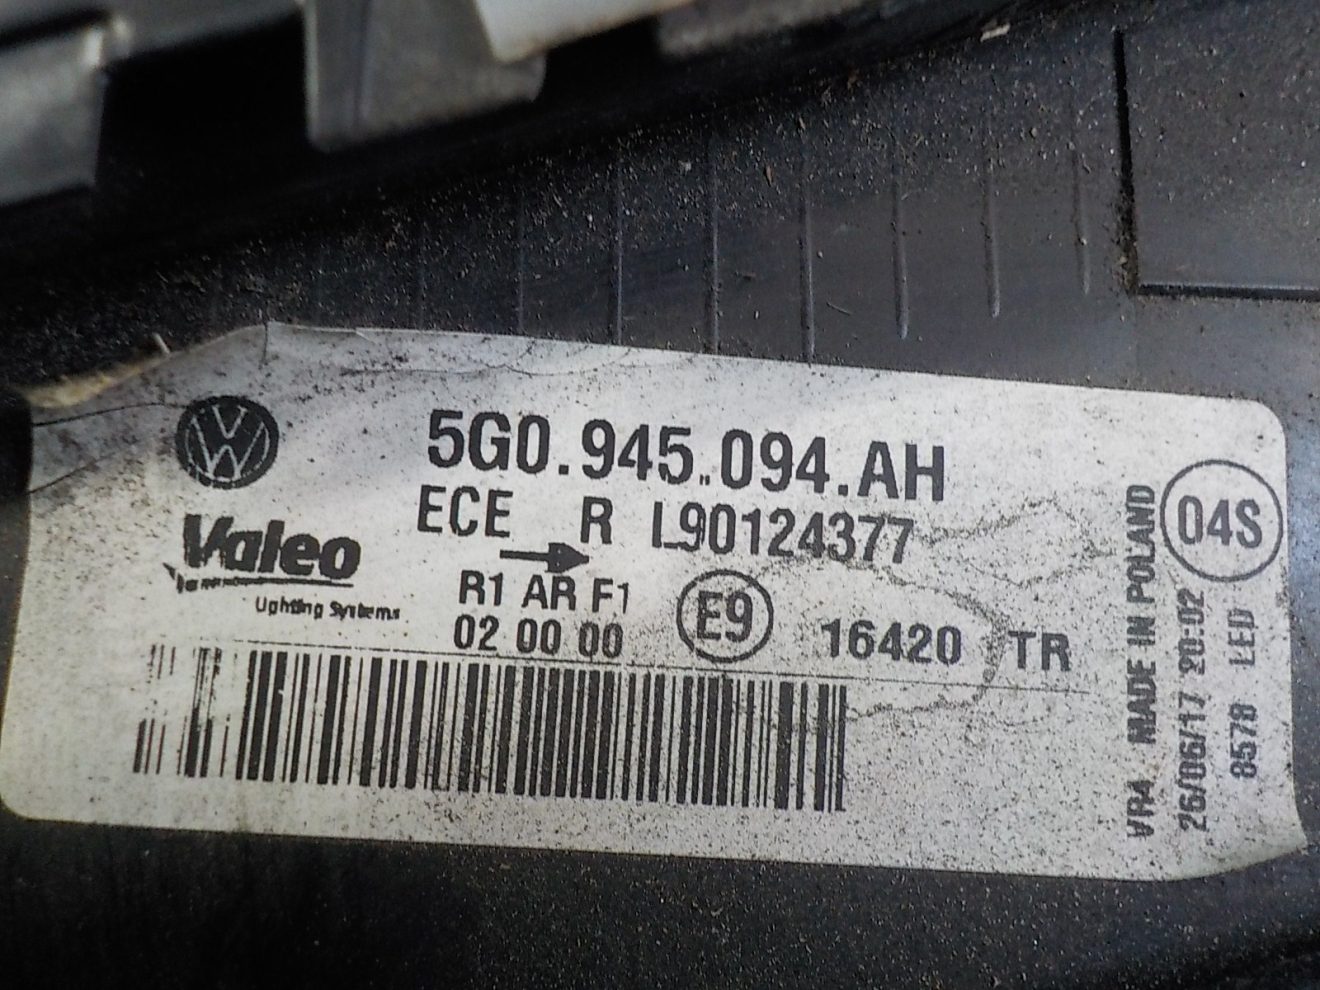 5G0.945.094.AH
ECE R L90124377
Valeo
Lighting Systems
R1 AR F1
02 00 00
E9
16420 TR
04S
VR4 MADE IN POLAND
26/06/17 20:02
8578 LED